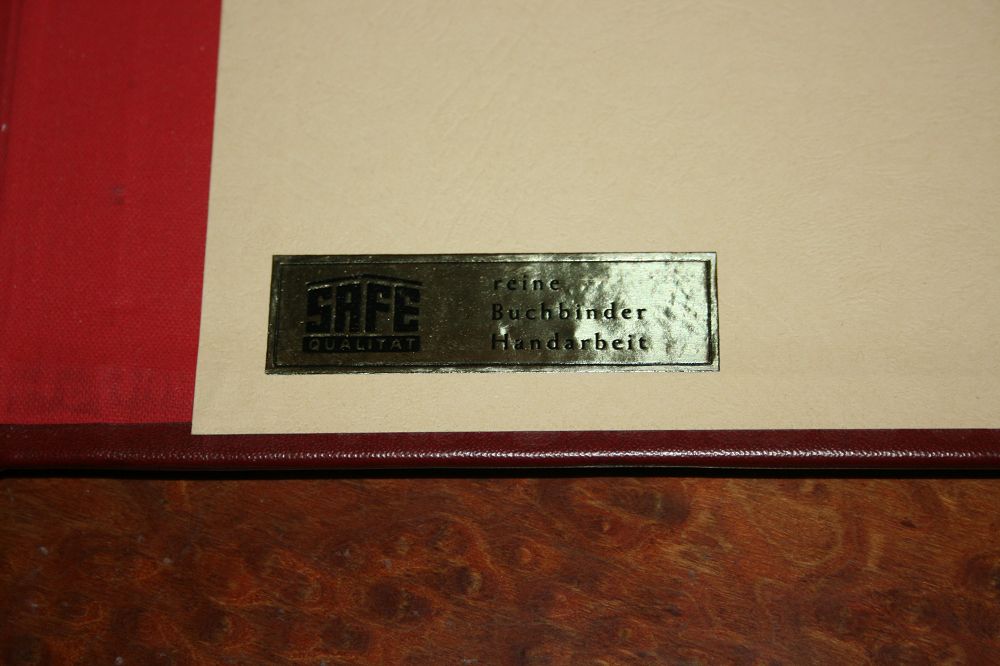 SAFE
QUALITÄT
reine
Buchbinder
Handarbeit